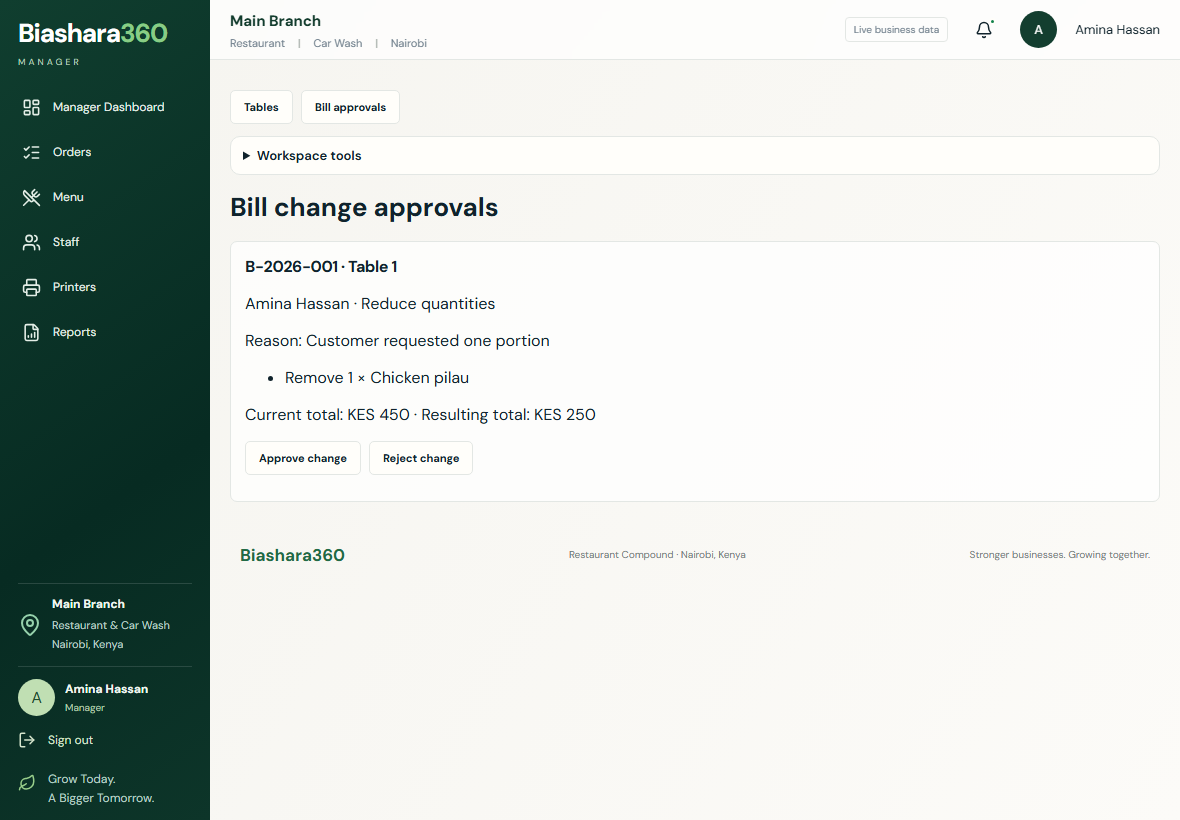 Biashara360
MANAGER
Manager Dashboard
Orders
Menu
Staff
Printers
Reports
Main Branch
Restaurant & Car Wash
Nairobi, Kenya
A
Amina Hassan
Manager
Sign out
Grow Today.
A Bigger Tomorrow.
Main Branch
Restaurant | Car Wash | Nairobi
Live business data
A
Amina Hassan
Tables
Bill approvals
Workspace tools
Bill change approvals
B-2026-001 · Table 1
Amina Hassan · Reduce quantities
Reason: Customer requested one portion
• Remove 1 × Chicken pilau
Current total: KES 450 · Resulting total: KES 250
Approve change
Reject change
Biashara360
Restaurant Compound · Nairobi, Kenya
Stronger businesses. Growing together.